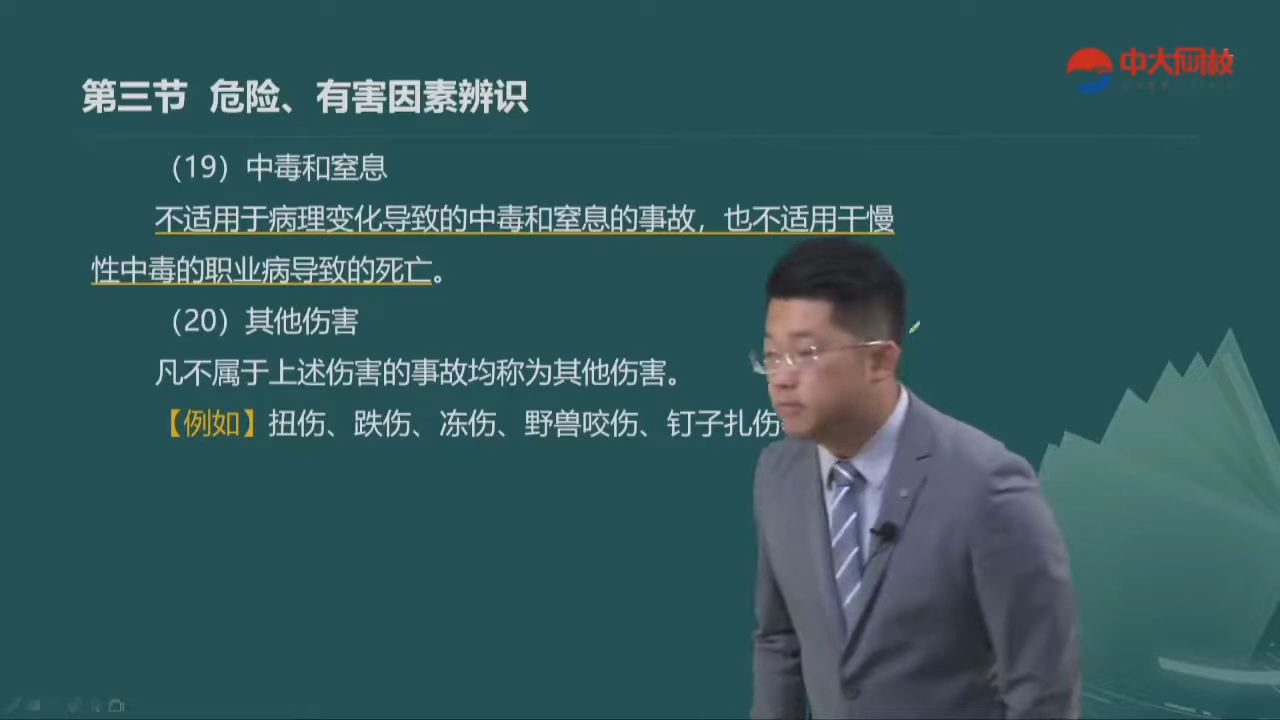 中大网校
第三节 危险、有害因素辨识
（19）中毒和窒息
不适用于病理变化导致的中毒和窒息的事故，也不适用于慢
性中毒的职业病导致的死亡。
（20）其他伤害
凡不属于上述伤害的事故均称为其他伤害。
【例如】扭伤、跌伤、冻伤、野兽咬伤、钉子扎伤